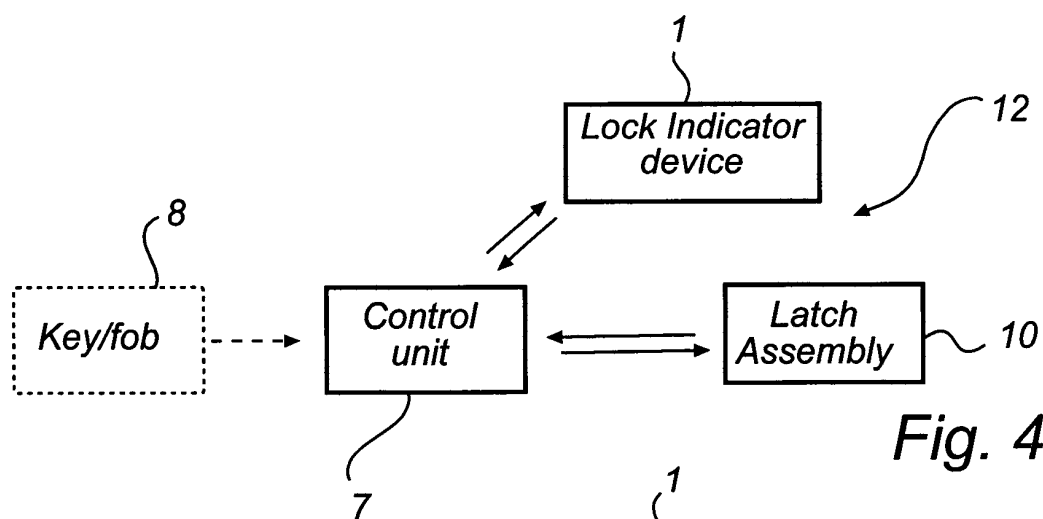 1
Lock Indicator
device
12
8
Key/fob
Control
unit
Latch
Assembly
10
Fig. 4
7
1